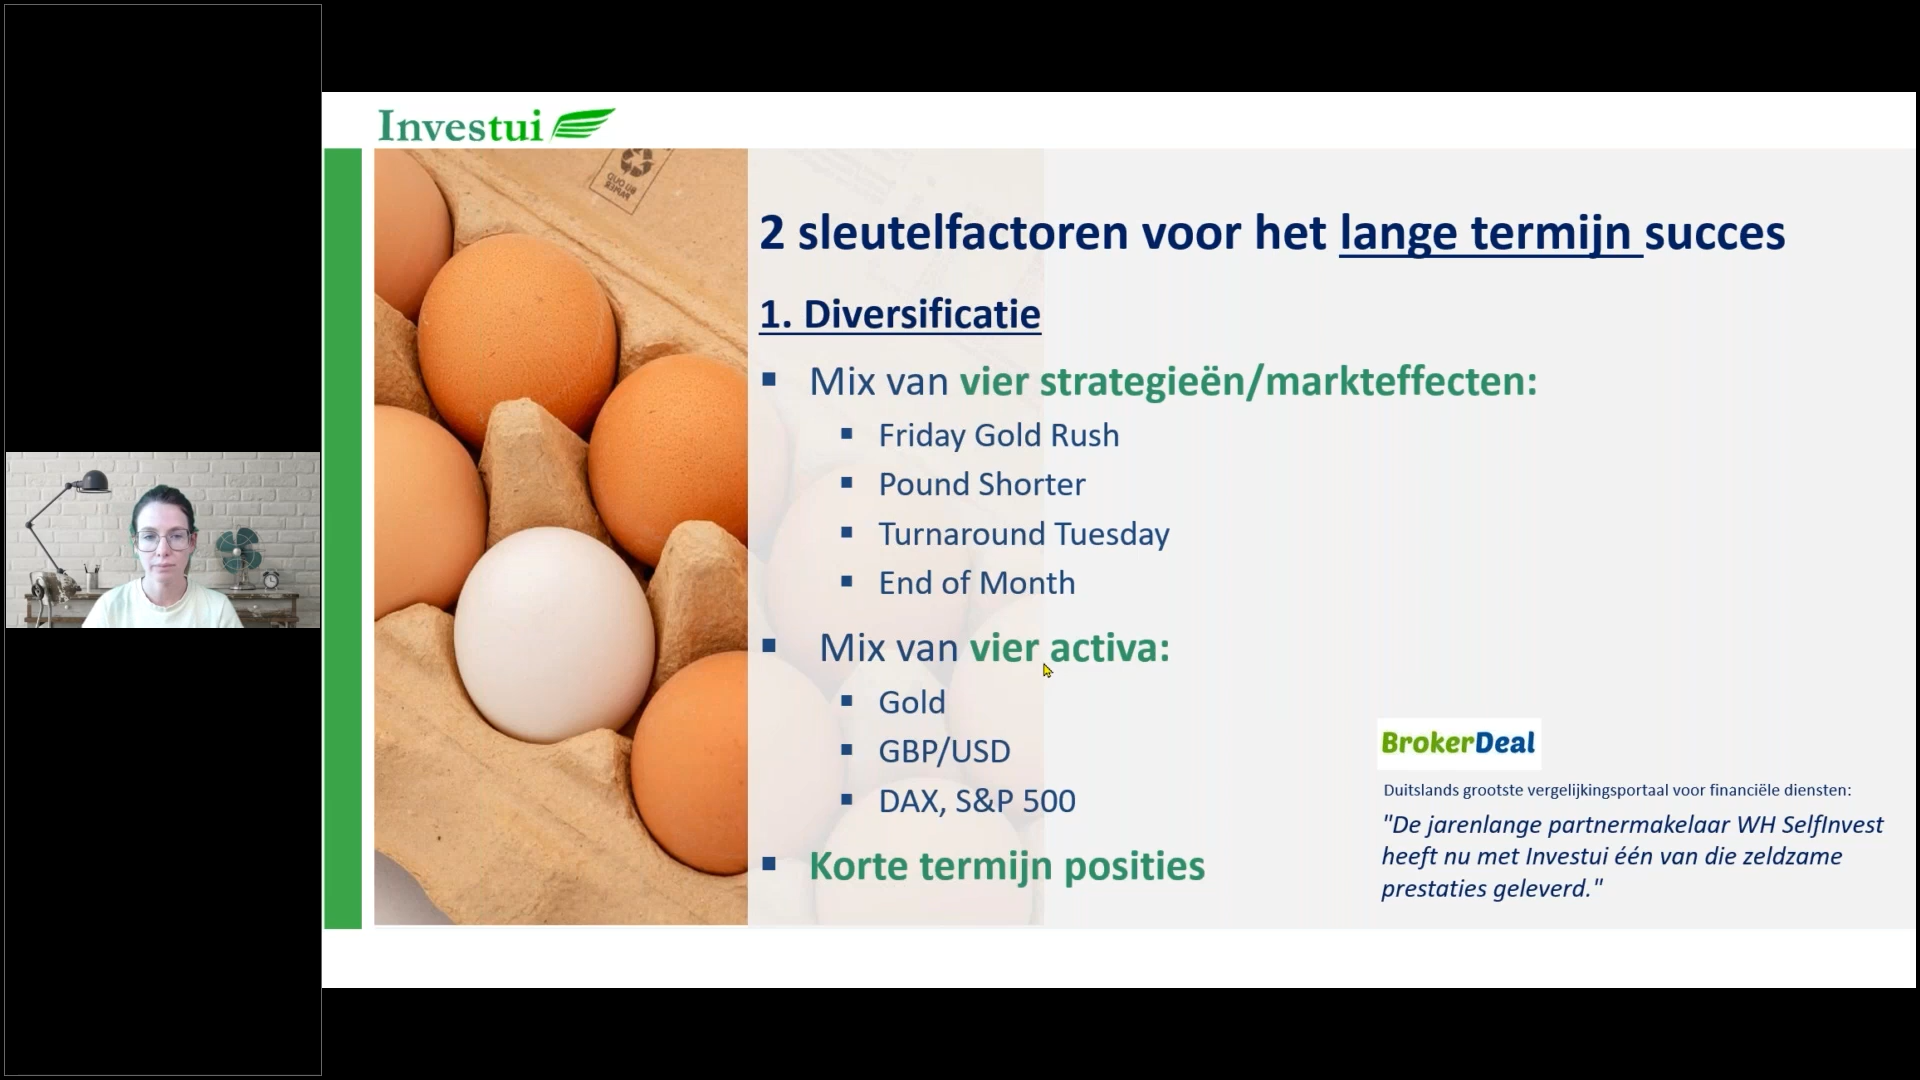 Investui
2 sleutelfactoren voor het lange termijn succes
1. Diversificatie
Mix van vier strategieën/markteffecten:
Friday Gold Rush
Pound Shorter
Turnaround Tuesday
End of Month
Mix van vier activa:
Gold
GBP/USD
DAX, S&P 500
Korte termijn posities
BrokerDeal
Duitslands grootste vergelijkingsportaal voor financiële diensten:
"De jarenlange partnermakelaar WH SelfInvest
heeft nu met Investui één van die zeldzame
prestaties geleverd."